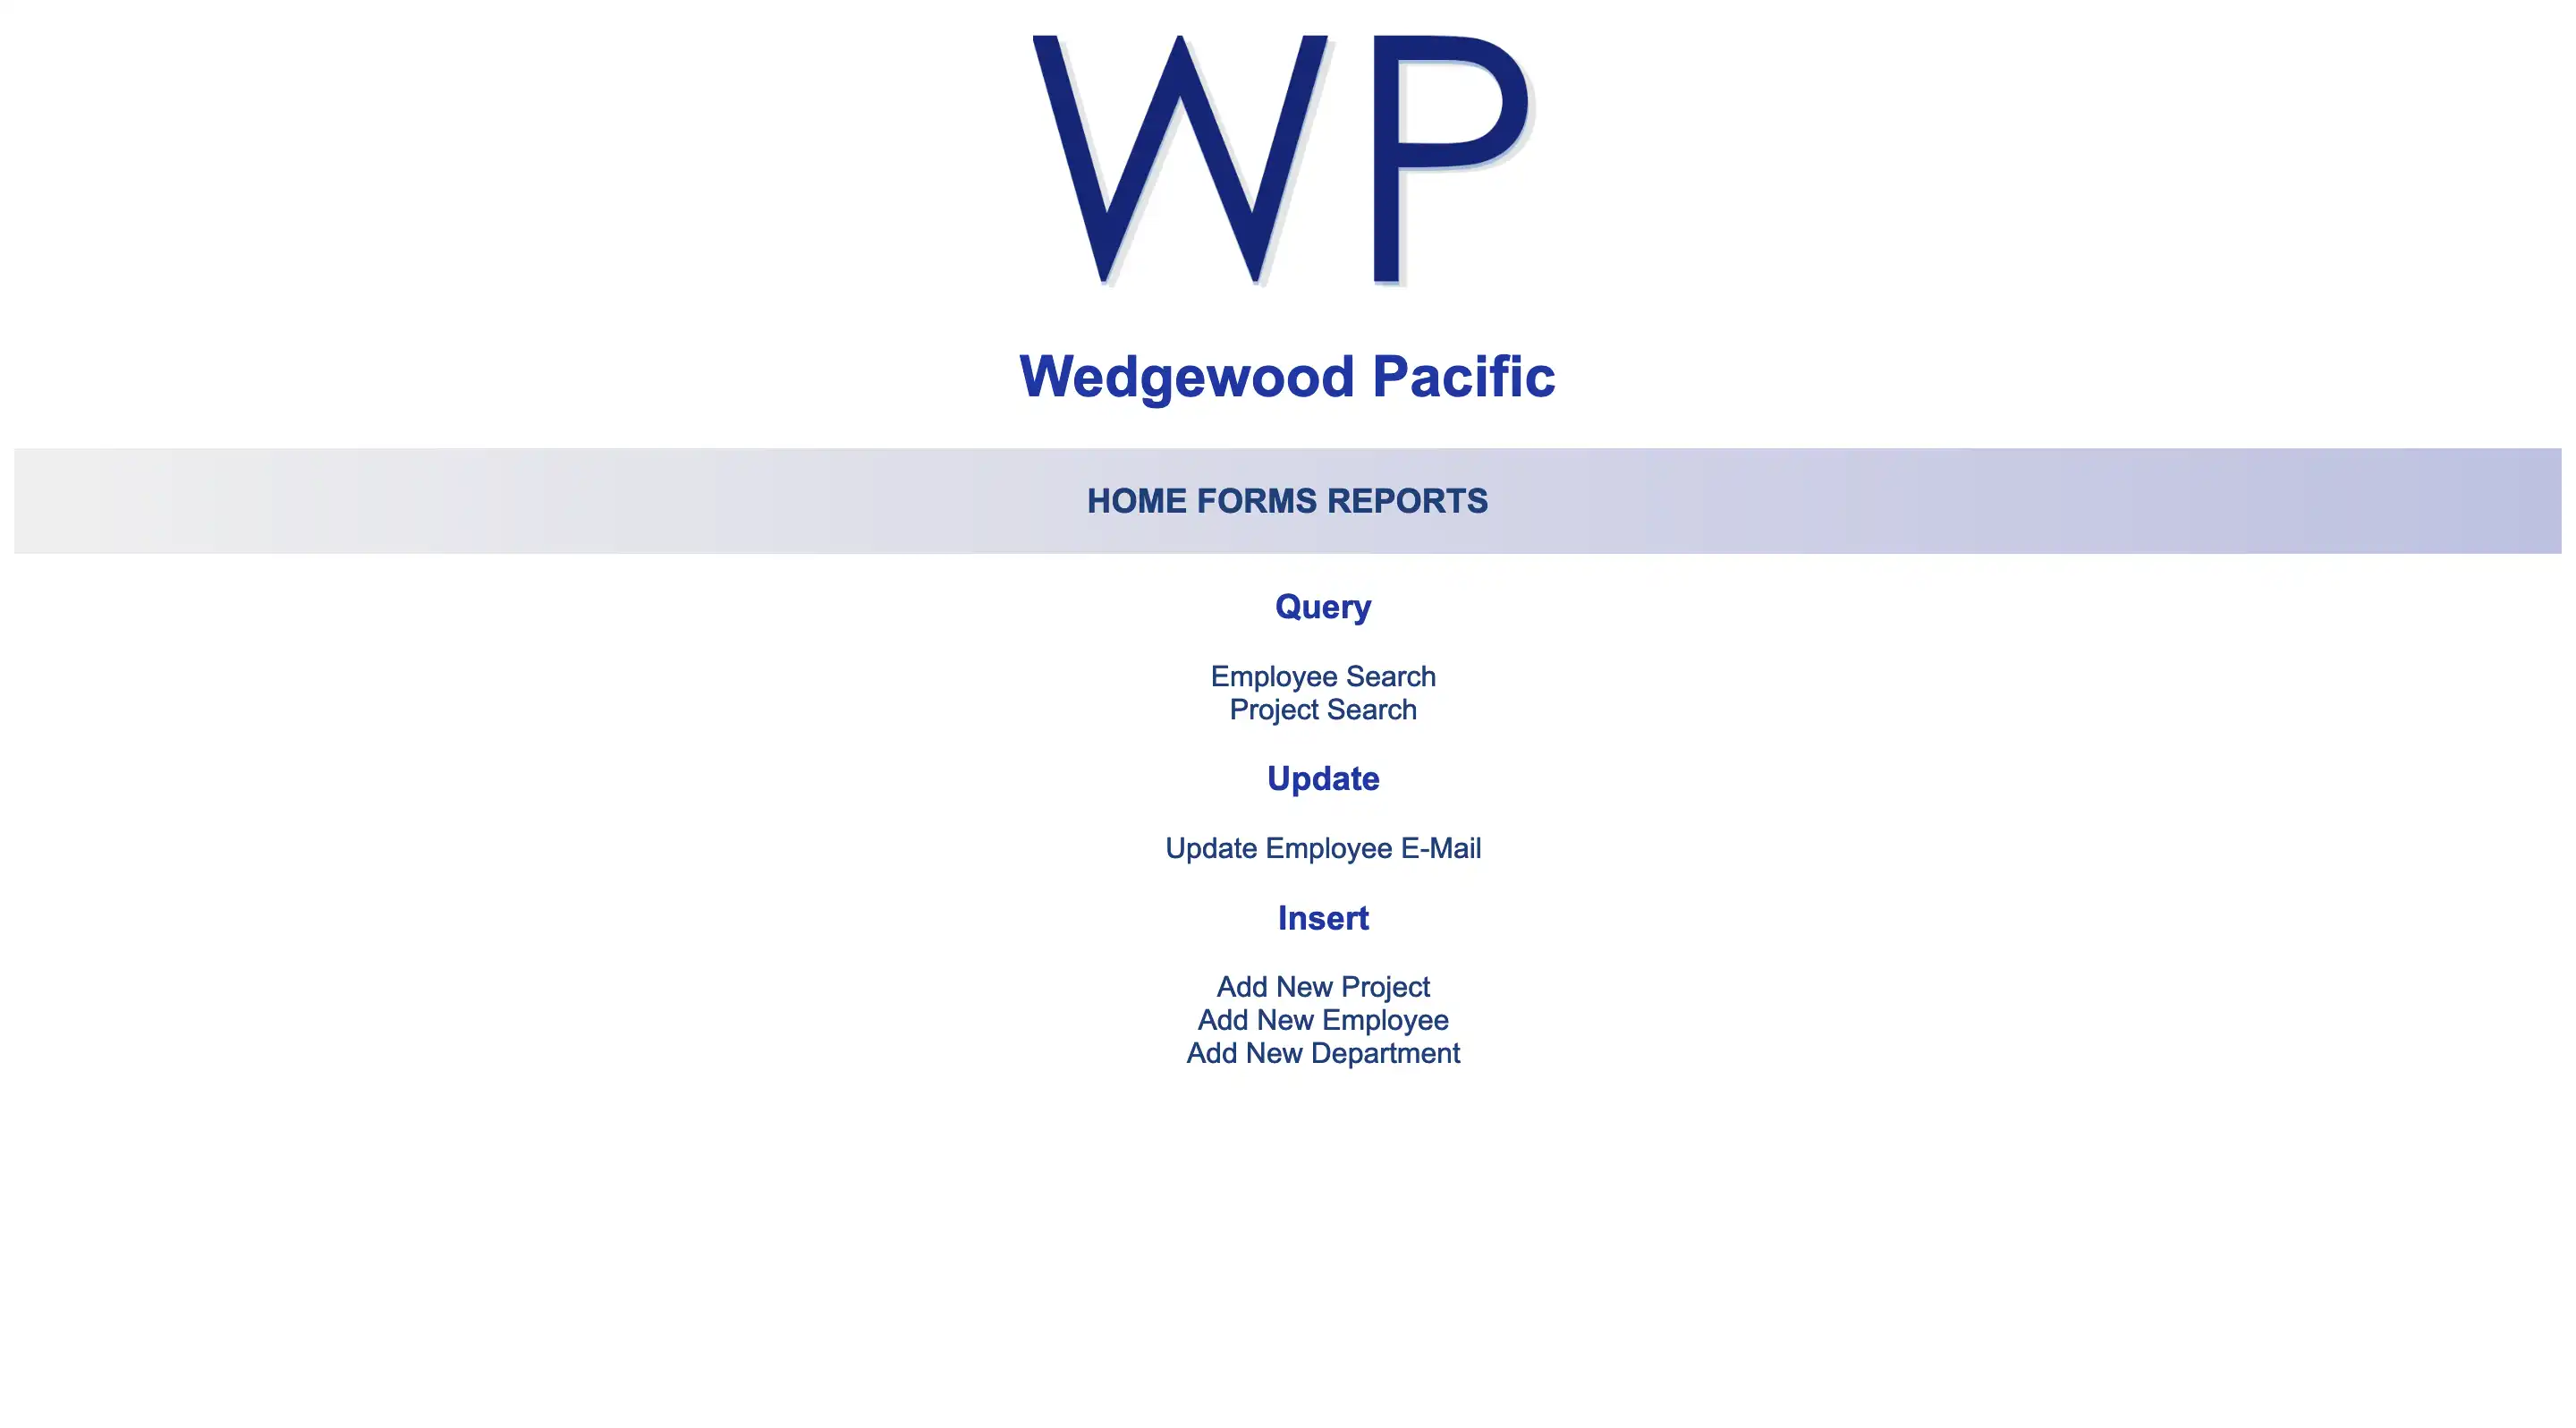 WP
Wedgewood Pacific
HOME FORMS REPORTS
Query
Employee Search
Project Search
Update
Update Employee E-Mail
Insert
Add New Project
Add New Employee
Add New Department